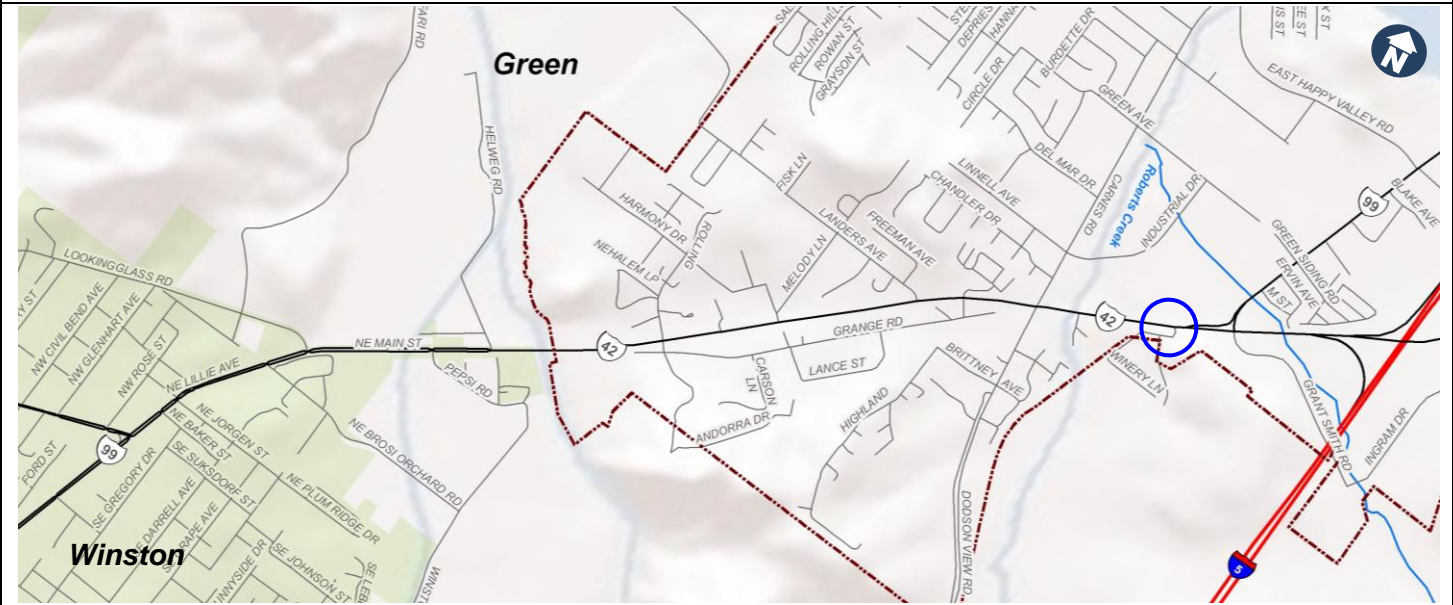 Green
N
ROLLING HILLS
ROWAN ST
GRAYSON ST
CIRCLE DR
BURDETTE DR
GREEN AVE
EAST HAPPY VALLEY RD
HELWEG RD
DEL MAR DR
CARNES RD
Roberts Creek
INDUSTRIAL DR
99
BLAKE AVE
FISK LN
LINNELL AVE
CHANDLER DR
HARMONY DR
ROLLING
LANDERS AVE
FREEMAN AVE
NEHALEM LP
MELODY LN
GREEN SIDING RD
ERVIN AVE
M ST
LOOKINGGLASS RD
NW CIVIL BEND AVE
NW GLENHART AVE
NW ROSE ST
NE LILLIE AVE
NE MAIN ST
42
GRANGE RD
42
PEPSI RD
CARSON LN
LANCE ST
BRITTNEY AVE
WINERY LN
HIGHLAND
ANDORRA DR
GRANT SMITH RD
INGRAM DR
99
FORD ST
NE JORGEN ST
NE BAKER ST
SE SUKSDORF ST
NE BROSI ORCHARD RD
NE PLUM RIDGE DR
SE GREGORY DR
SE DARRELL AVE
SE JOHNSON ST
DODSON VIEW RD
Winston
5